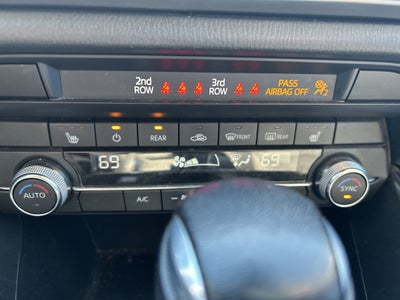 2nd ROW 3rd ROW PASS AIRBAG OFF
REAR FRONT REAR
69 69
AUTO A/C SYNC